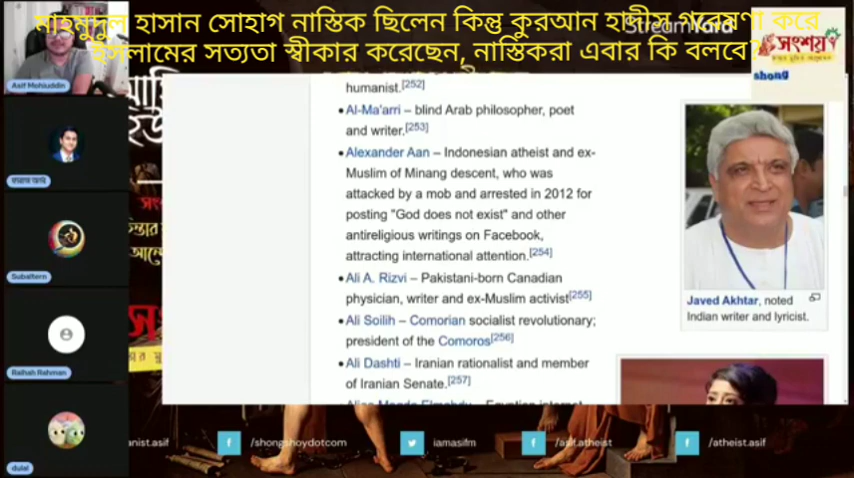 মাহমুদুল হাসান সোহাগ নাস্তিক ছিলেন কিন্তু কুরআন হাদীস গবেষণা করে
ইসলামের সত্যতা স্বীকার করেছেন, নাস্তিকরা এবার কি বলবে?
StreamYard
সংশয়
shong
Asif Mohiuddin
Subaltern
Raihah Rahman
dulal
humanist.[252]
•Al-Ma'arri – blind Arab philosopher, poet
and writer.[253]
•Alexander Aan – Indonesian atheist and ex-
Muslim of Minang descent, who was
attacked by a mob and arrested in 2012 for
posting "God does not exist" and other
antireligious writings on Facebook,
attracting international attention.[254]
•Ali A. Rizvi – Pakistani-born Canadian
physician, writer and ex-Muslim activist[255]
•Ali Soilih – Comorian socialist revolutionary;
president of the Comoros[256]
•Ali Dashti – Iranian rationalist and member
of Iranian Senate.[257]
Javed Akhtar, noted
Indian writer and lyricist.
anist.asif
/shongshoydotcom
iamasifm
/asif.atheist
/atheist.asif